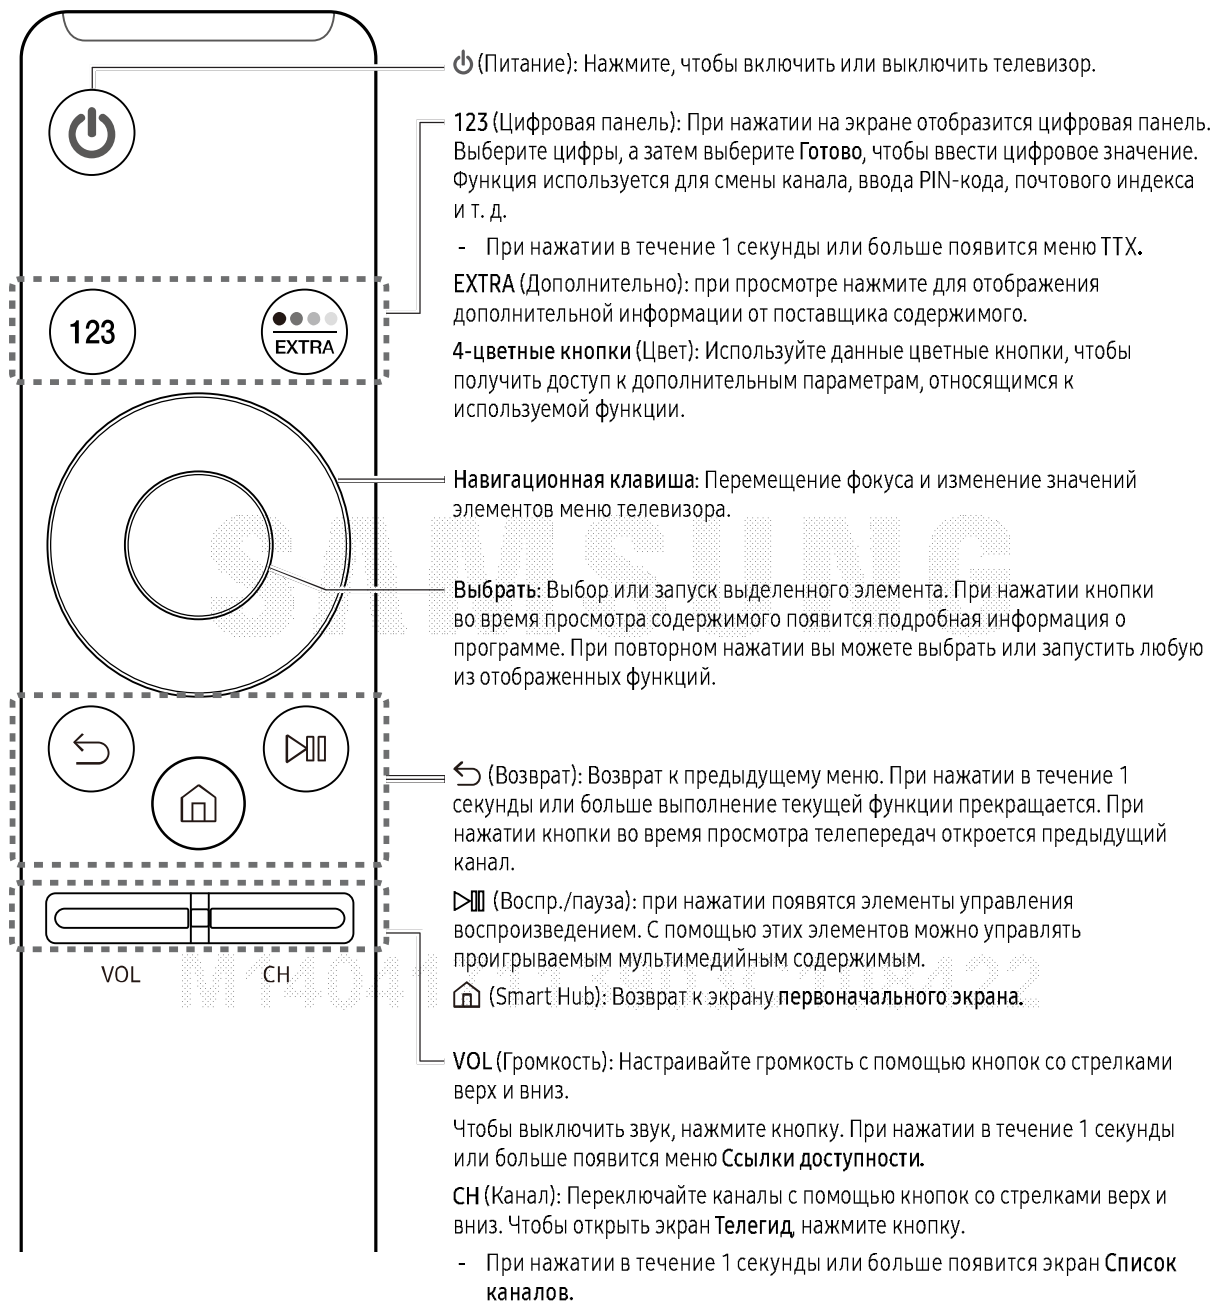 (Питание): Нажмите, чтобы включить или выключить телевизор.
123 (Цифровая панель): При нажатии на экране отобразится цифровая панель.
Выберите цифры, а затем выберите Готово, чтобы ввести цифровое значение.
Функция используется для смены канала, ввода PIN-кода, почтового индекса
и т. д.
- При нажатии в течение 1 секунды или больше появится меню TTX.
EXTRA (Дополнительно): при просмотре нажмите для отображения
дополнительной информации от поставщика содержимого.
4-цветные кнопки (Цвет): Используйте данные цветные кнопки, чтобы
получить доступ к дополнительным параметрам, относящимся к
используемой функции.
123
EXTRA
Навигационная клавиша: Перемещение фокуса и изменение значений
элементов меню телевизора.
SAMSUNG
Выбрать: Выбор или запуск выделенного элемента. При нажатии кнопки
во время просмотра содержимого появится подробная информация о
программе. При повторном нажатии вы можете выбрать или запустить любую
из отображенных функций.
(Возврат): Возврат к предыдущему меню. При нажатии в течение 1
секунды или больше выполнение текущей функции прекращается. При
нажатии кнопки во время просмотра телепередач откроется предыдущий
канал.
(Воспр./пауза): при нажатии появятся элементы управления
воспроизведением. С помощью этих элементов можно управлять
проигрываемым мультимедийным содержимым.
(Smart Hub): Возврат к экрану первоначального экрана.
VOL CH
VOL (Громкость): Настраивайте громкость с помощью кнопок со стрелками
верх и вниз.
Чтобы выключить звук, нажмите кнопку. При нажатии в течение 1 секунды
или больше появится меню Ссылки доступности.
CH (Канал): Переключайте каналы с помощью кнопок со стрелками верх и
вниз. Чтобы открыть экран Телегид, нажмите кнопку.
- При нажатии в течение 1 секунды или больше появится экран Список
каналов.